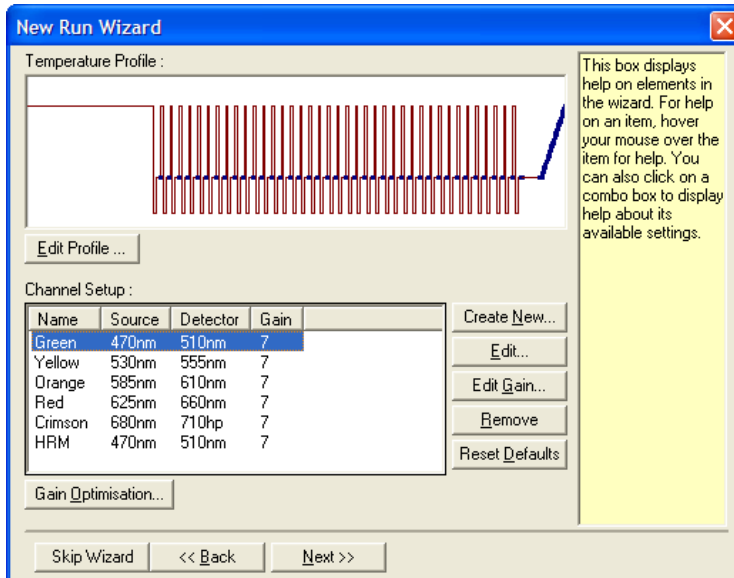 New Run Wizard
Temperature Profile :
Edit Profile ...
Channel Setup :
Name Source Detector Gain
Green 470nm 510nm 7
Yellow 530nm 555nm 7
Orange 585nm 610nm 7
Red 625nm 660nm 7
Crimson 680nm 710hp 7
HRM 470nm 510nm 7
Create New...
Edit...
Edit Gain...
Remove
Reset Defaults
Gain Optimisation...
This box displays
help on elements in
the wizard. For help
on an item, hover
your mouse over the
item for help. You
can also click on a
combo box to display
help about its
available settings.
Skip Wizard
<< Back
Next >>